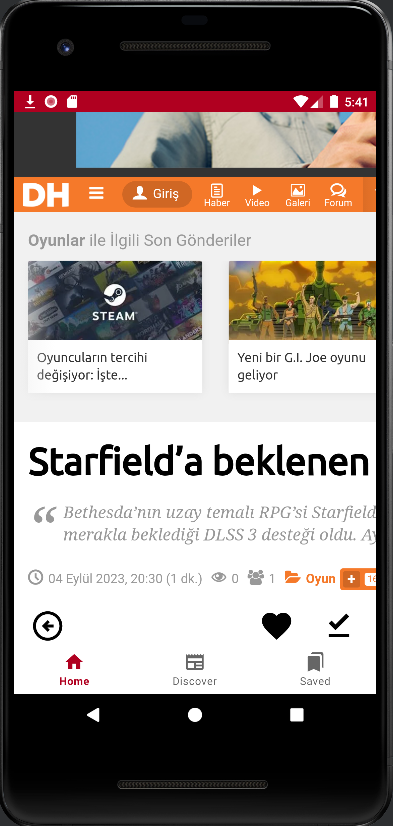 5:41
DH
Giriş
Haber
Video
Galeri
Forum
Oyunlar ile İlgili Son Gönderiler
STEAM
Oyuncuların tercihi
değişiyor: İşte...
Yeni bir G.I. Joe oyunu
geliyor
Starfield’a beklenen
“ Bethesda’nın uzay temalı RPG’si Starfield
merakla beklediği DLSS 3 desteği oldu. Ay
04 Eylül 2023, 20:30 (1 dk.) 0 1 Oyun + 16
Home
Discover
Saved